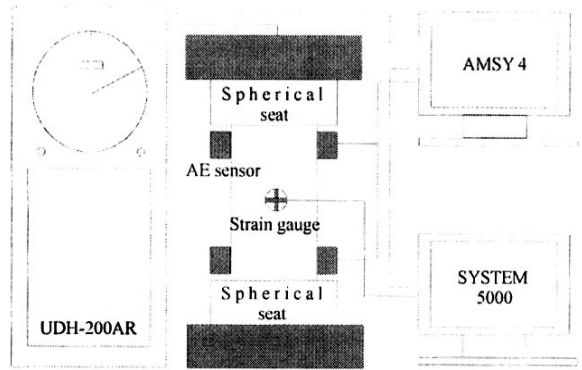 AMSY 4
Spherical
seat
AE sensor
Strain gauge
Spherical
seat
UDH-200AR
SYSTEM
5000